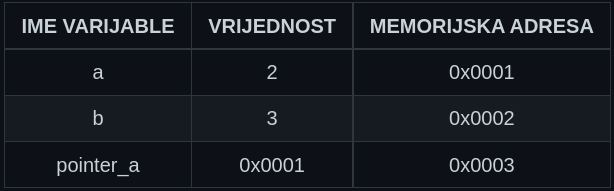 IME VARIJABLE VRIJEDNOST MEMORIJSKA ADRESA
a 2 0x0001
b 3 0x0002
pointer_a 0x0001 0x0003